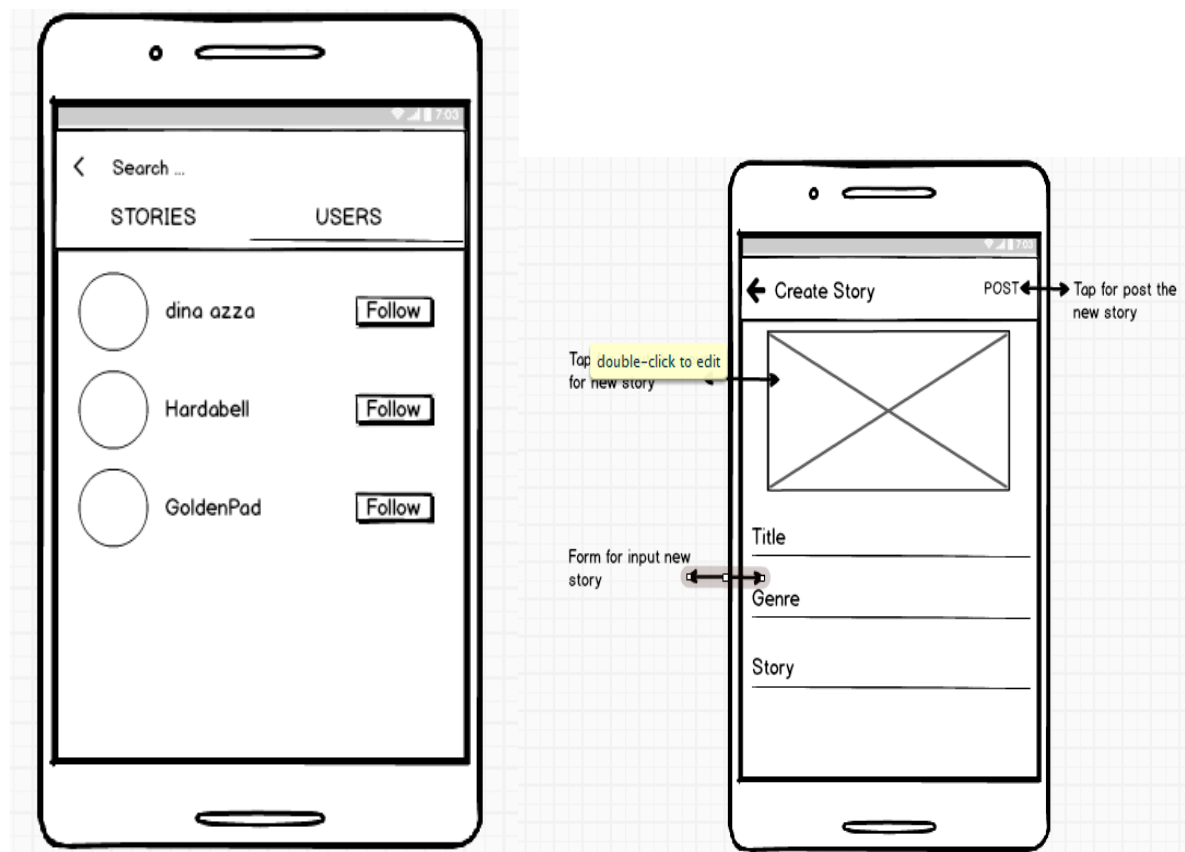 7:03
Search ...
STORIES
USERS
dina azza
Follow
Hardabell
Follow
GoldenPad
Follow
7:03
Create Story
POST
Tap for post the
new story
Tap
double-click to edit
for new story
Title
Form for input new
story
Genre
Story